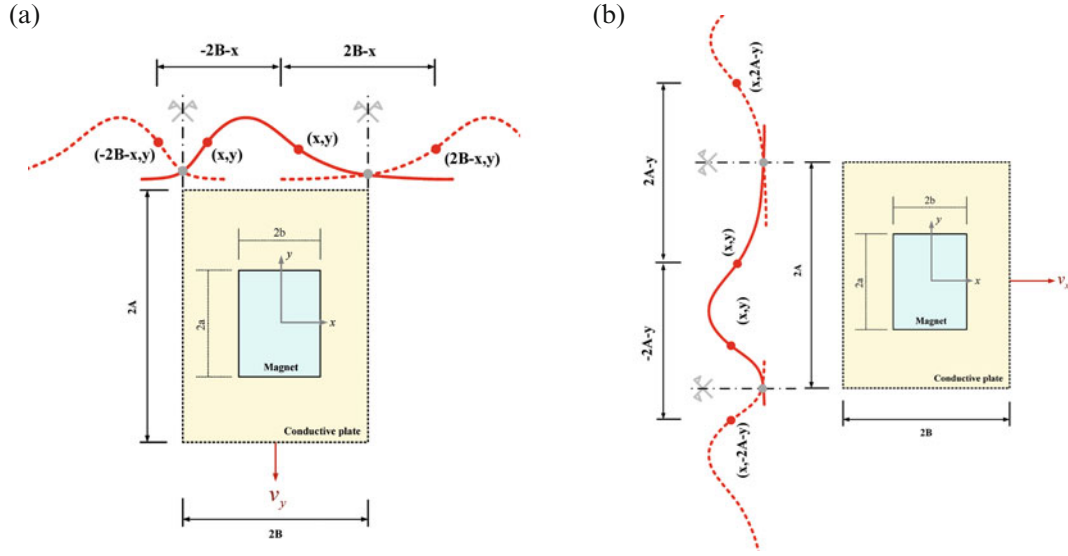 (a)
-2B-x
2B-x
(-2B-x,y)
(x,y)
(x,y)
(2B-x,y)
2A
2b
2a
y
x
Magnet
Conductive plate
v_y
2B
(b)
(x,2A-y)
2A-y
(x,y)
(x,y)
-2A-y
(x,-2A-y)
2A
2b
2a
y
x
Magnet
v_x
Conductive plate
2B